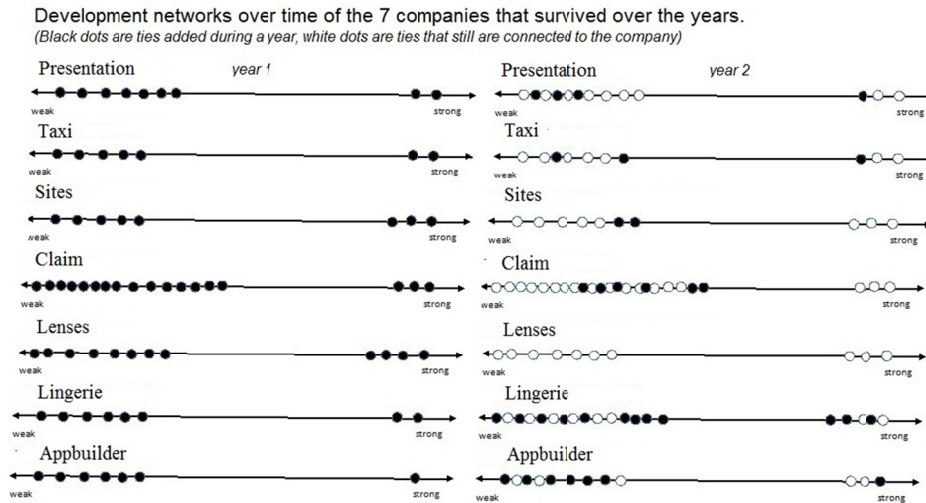 Development networks over time of the 7 companies that survived over the years.
(Black dots are ties added during a year, white dots are ties that still are connected to the company)
Presentation year 1 Presentation year 2
weak strong weak strong
Taxi Taxi
weak strong weak strong
Sites Sites
weak strong weak strong
Claim Claim
weak strong weak strong
Lenses Lenses
weak strong weak strong
Lingerie Lingerie
weak strong weak strong
Appbuilder Appbuilder
weak strong weak strong